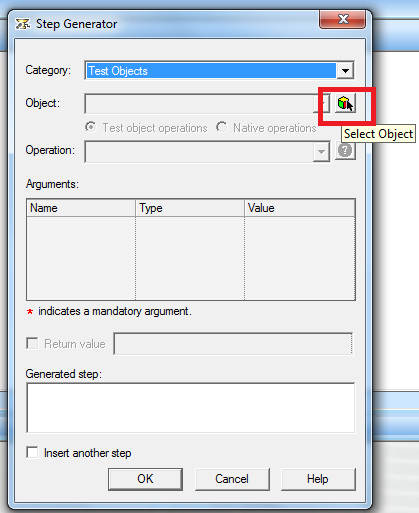 Step Generator
Category: Test Objects
Object:
Select Object
Test object operations Native operations
Operation:
Arguments:
Name Type Value
* indicates a mandatory argument.
Return value
Generated step:
Insert another step
OK Cancel Help